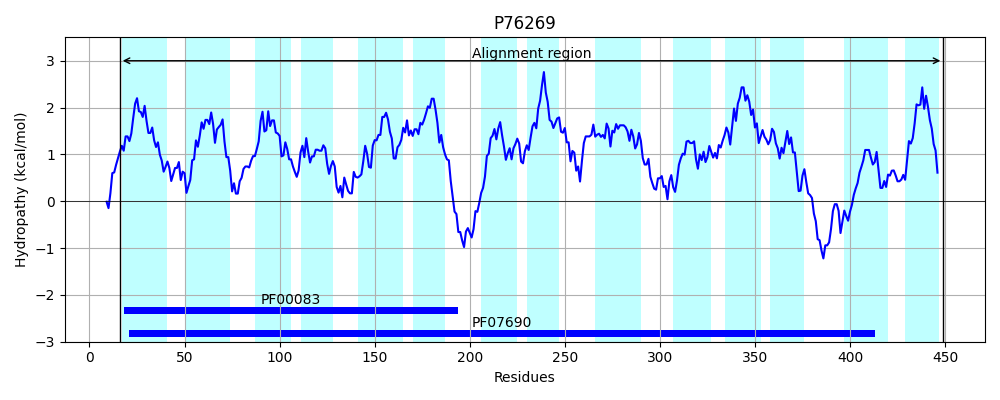 P76269
Alignment region
3
2
1
0
−1
−2
−3
Hydropathy (kcal/mol)
PF00083
PF07690
0 50 100 150 200 250 300 350 400 450
Residues